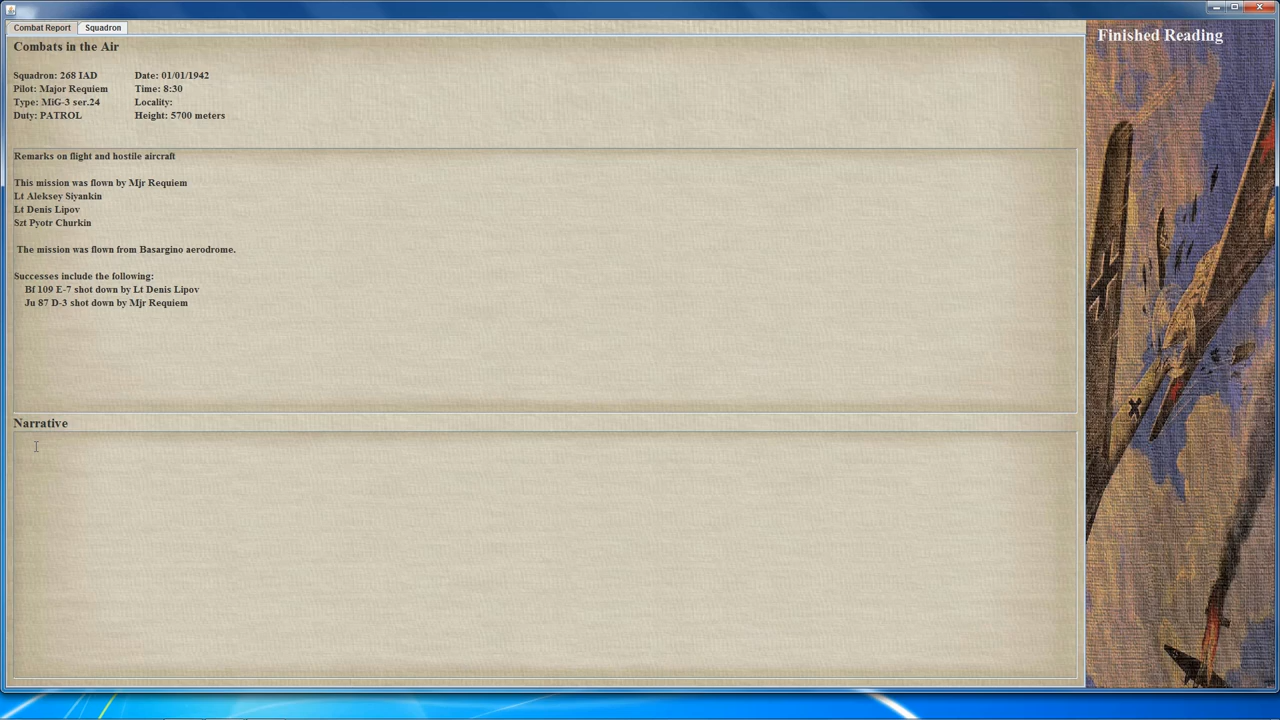 Combat Report Squadron
Finished Reading
Combats in the Air
Squadron: 268 IAD Date: 01/01/1942
Pilot: Major Requiem Time: 8:30
Type: MiG-3 ser.24 Locality:
Duty: PATROL Height: 5700 meters
Remarks on flight and hostile aircraft
This mission was flown by Mjr Requiem
Lt Aleksey Siyankin
Lt Denis Lipov
Szt Pyotr Churkin
The mission was flown from Basargino aerodrome.
Successes include the following:
Bf 109 E-7 shot down by Lt Denis Lipov
Ju 87 D-3 shot down by Mjr Requiem
Narrative